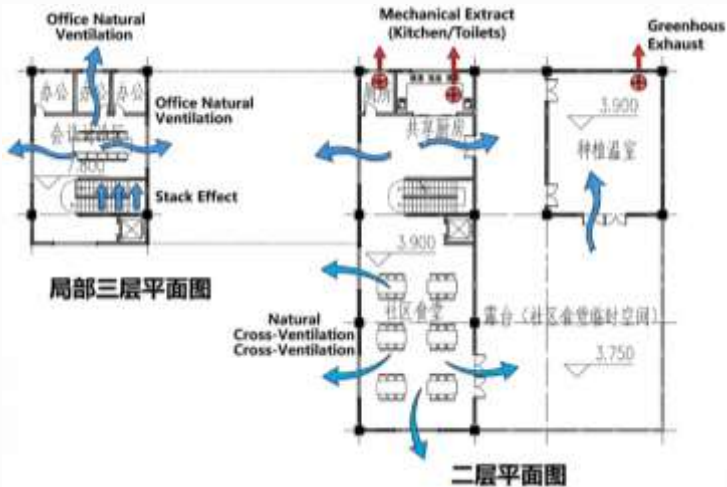 Office Natural
Ventilation
办公
办公
办公
Office Natural
Ventilation
7.800
Stack Effect
局部三层平面图
Mechanical Extract
(Kitchen/Toilets)
Greenhous
Exhaust
共享厨房
3.900
种植温室
3.900
社区食堂
露台（社区食堂临时空间）
3.750
Natural
Cross-Ventilation
Cross-Ventilation
二层平面图